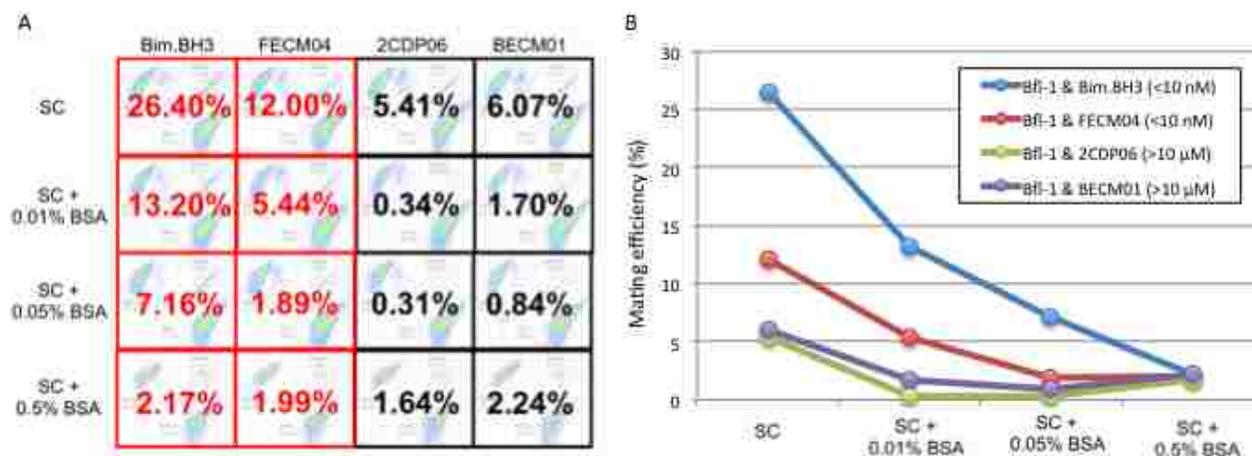 A
Bim.BH3 FECM04 2CDP06 BECM01
SC
26.40% 12.00% 5.41% 6.07%
SC +
0.01% BSA
13.20% 5.44% 0.34% 1.70%
SC +
0.05% BSA
7.16% 1.89% 0.31% 0.84%
SC +
0.5% BSA
2.17% 1.99% 1.64% 2.24%
B
Mating efficiency (%)
30
25
20
15
10
5
0
Bfl-1 & Bim.BH3 (<10 nM)
Bfl-1 & FECM04 (<10 nM)
Bfl-1 & 2CDP06 (>10 µM)
Bfl-1 & BECM01 (>10 µM)
SC
SC +
0.01% BSA
SC +
0.05% BSA
SC +
0.5% BSA